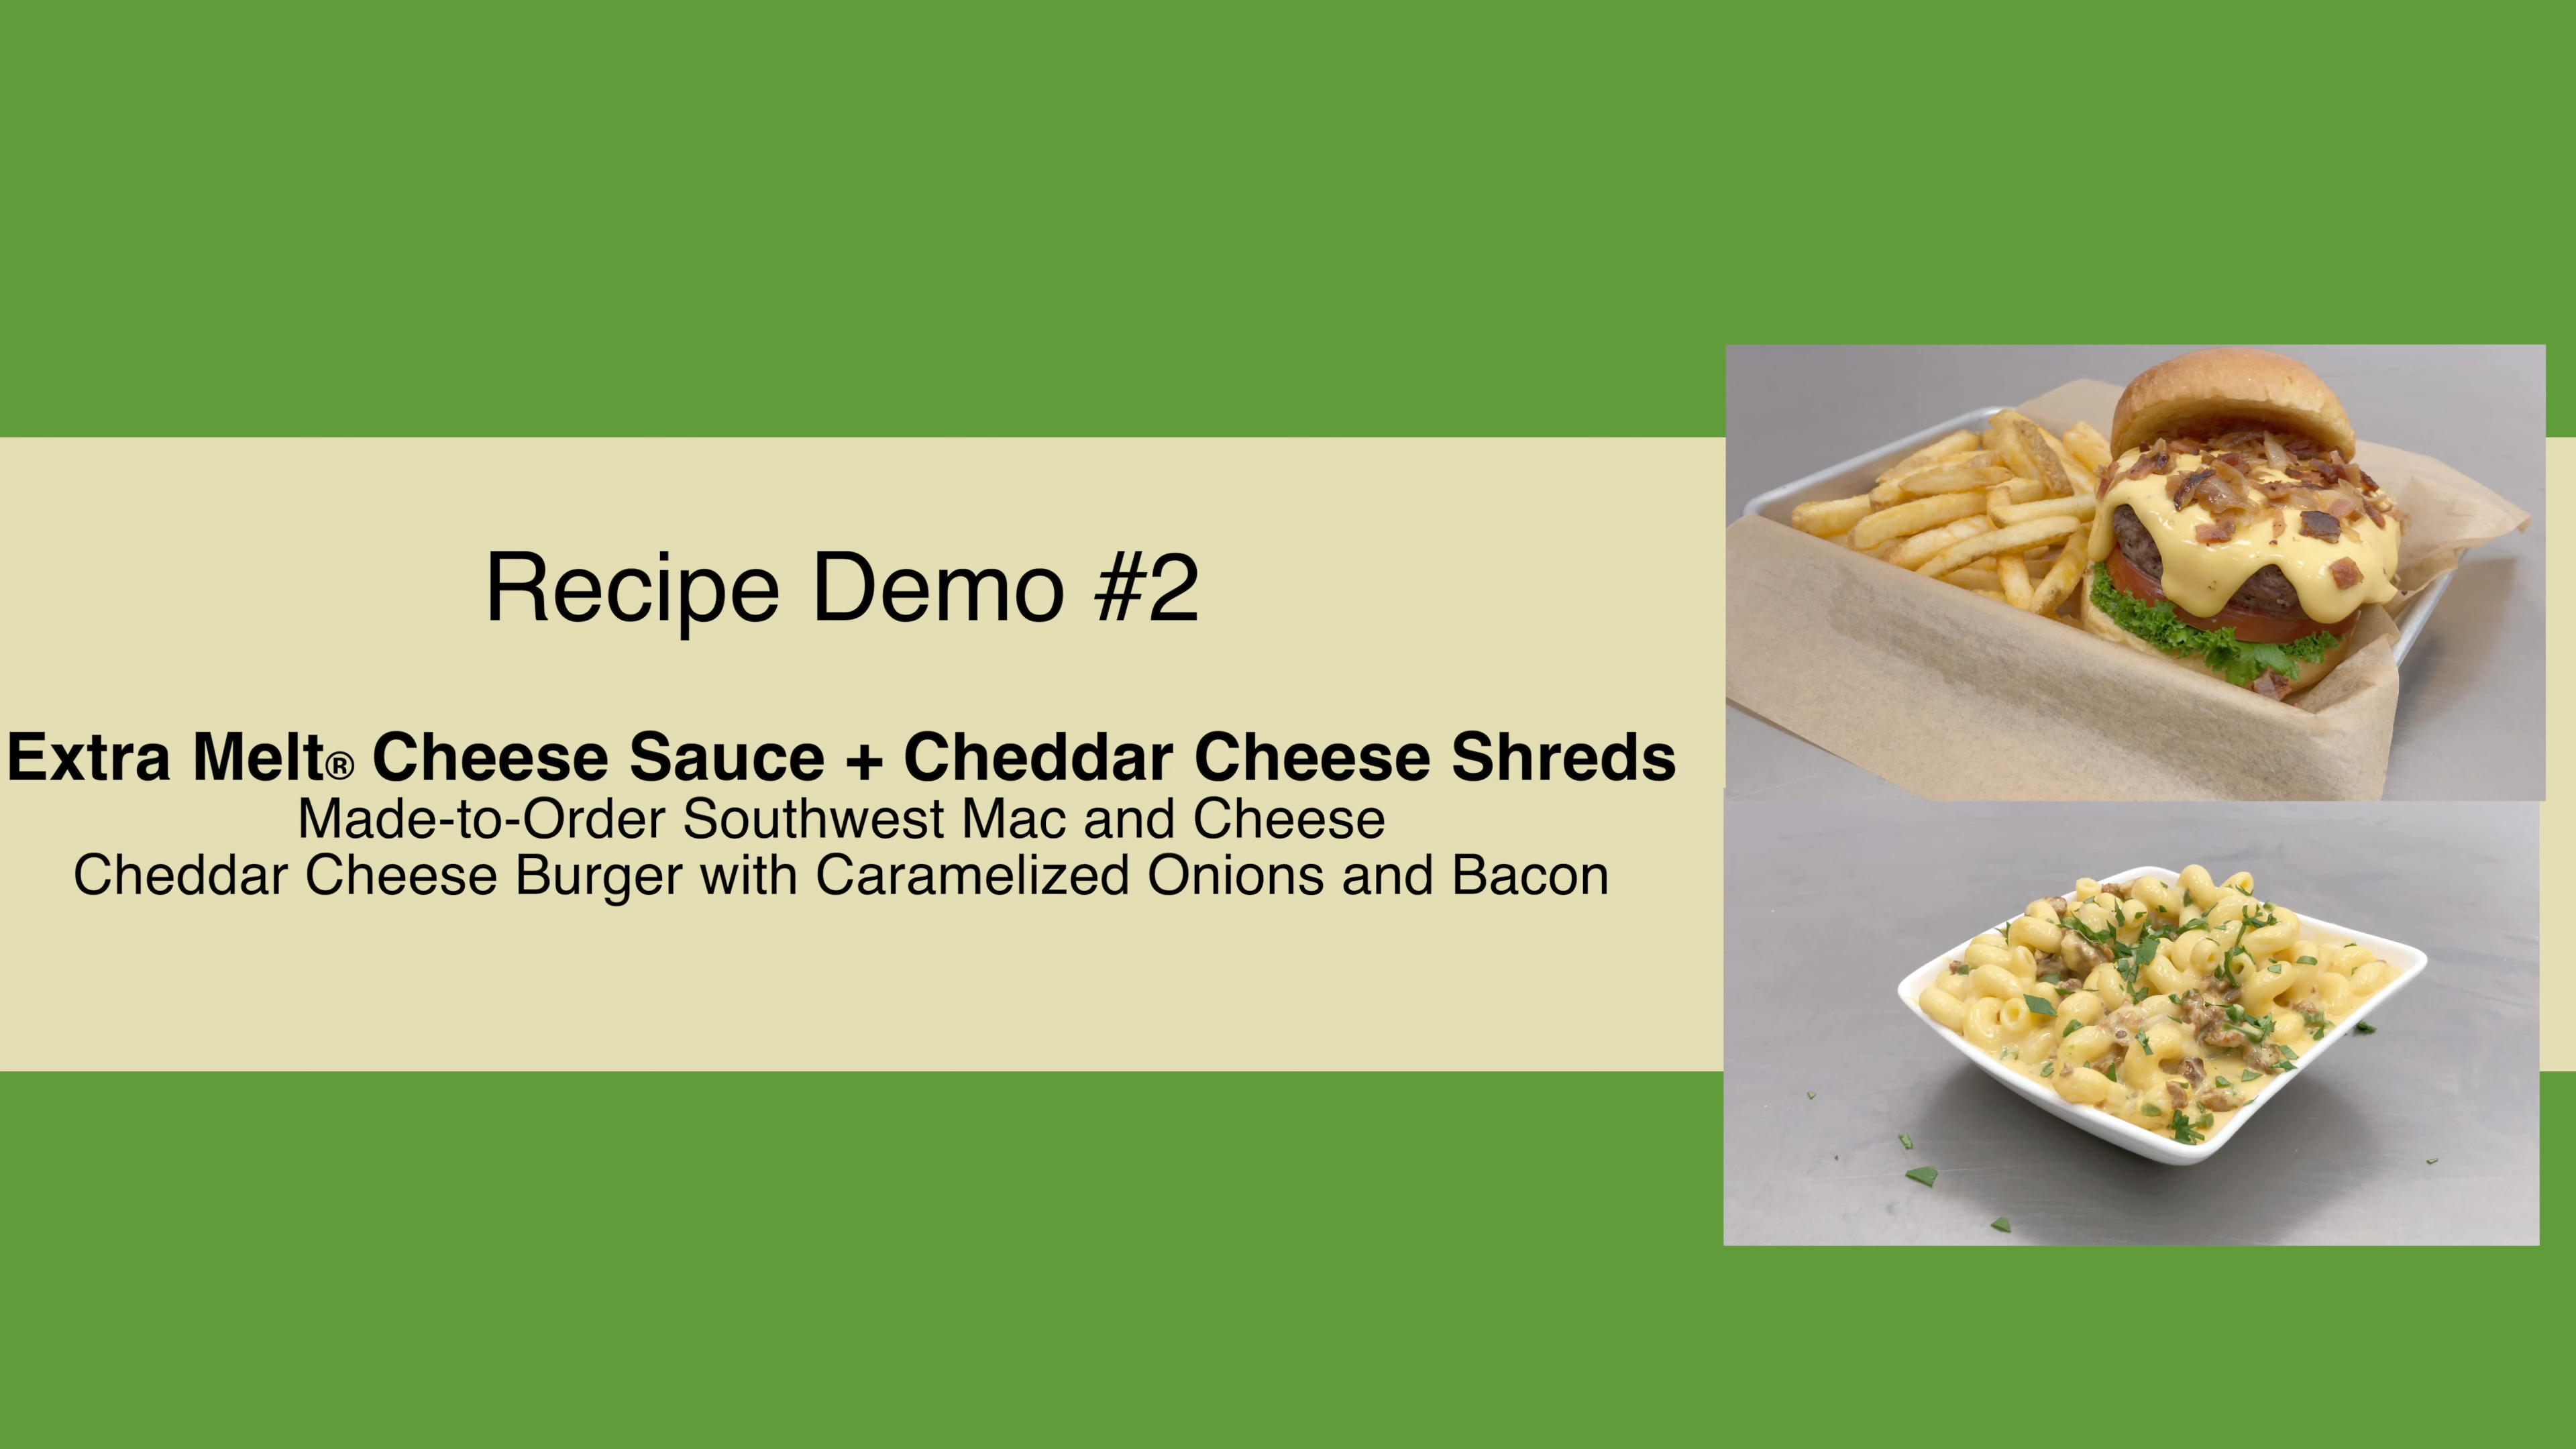 Recipe Demo #2
Extra Melt® Cheese Sauce + Cheddar Cheese Shreds
Made-to-Order Southwest Mac and Cheese
Cheddar Cheese Burger with Caramelized Onions and Bacon